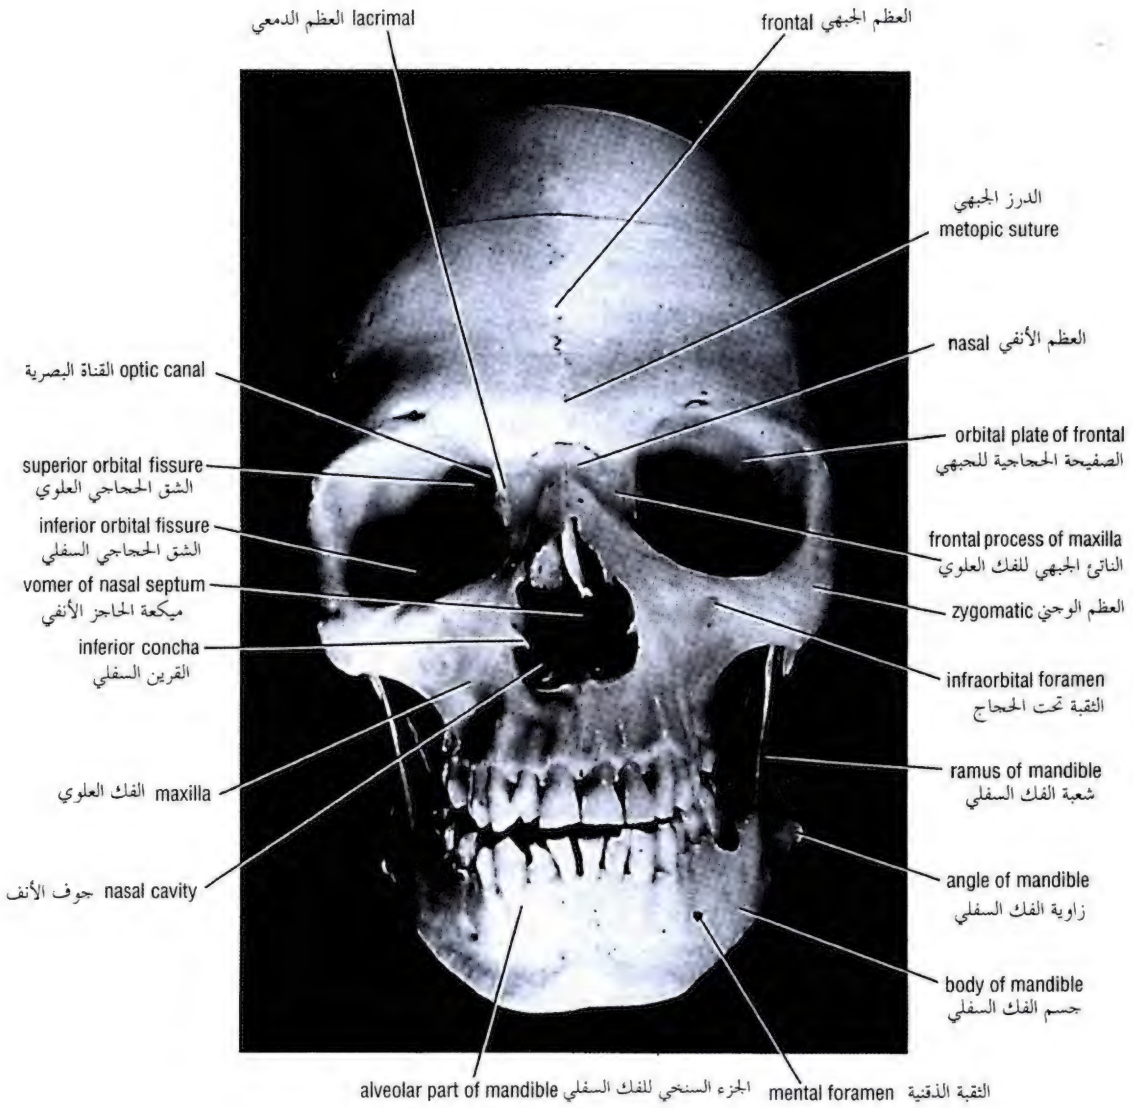 العظم الدمعي lacrimal
frontal العظم الجبهي
الدرز الجبهي
metopic suture
nasal العظم الأنفي
القناة البصرية optic canal
orbital plate of frontal
الصفيحة الحجاجية للجبهي
superior orbital fissure
الشق الحجاجي العلوي
inferior orbital fissure
الشق الحجاجي السفلي
frontal process of maxilla
الناتئ الجبهي للفك العلوي
vomer of nasal septum
ميكعة الحاجز الأنفي
zygomatic العظم الوجني
inferior concha
القرين السفلي
infraorbital foramen
الثقبة تحت الحجاج
ramus of mandible
شعبة الفك السفلي
الفك العلوي maxilla
angle of mandible
زاوية الفك السفلي
جوف الأنف nasal cavity
body of mandible
جسم الفك السفلي
alveolar part of mandible الجزء السنخي للفك السفلي
mental foramen الثقبة الذقنية